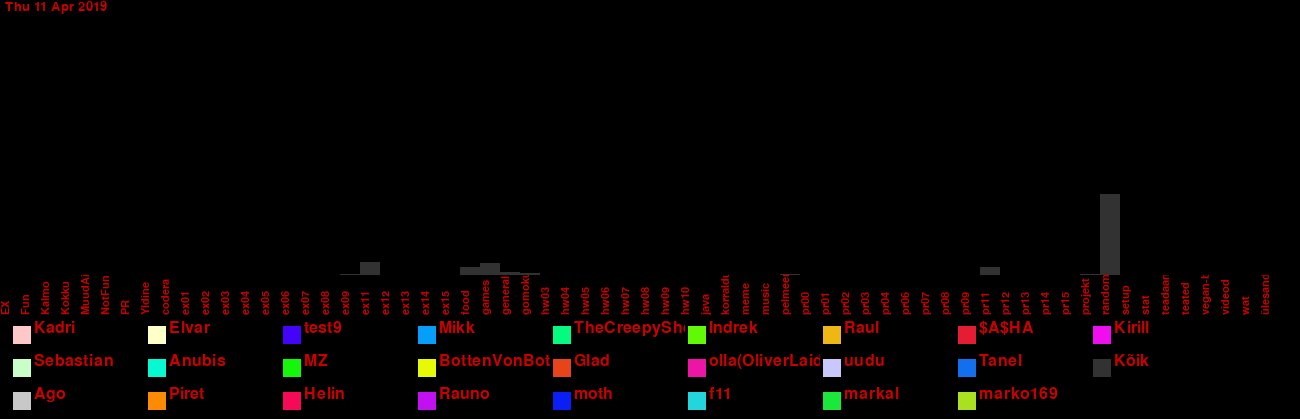 Thu 11 Apr 2019
EX Fun Kalmo Kokku MuudAi NotFun PR Yldine codera ex01 ex02 ex03 ex04 ex05 ex06 ex07 ex08 ex09 ex11 ex12 ex13 ex14 ex15 food games general gomoku hw03 hw04 hw05 hw06 hw07 hw08 hw09 hw10 java korraldu meme music pelmeen pr00 pr01 pr02 pr03 pr04 pr06 pr07 pr08 pr09 pr11 pr12 pr13 pr14 pr15 projekt random setup stat teadaan teated vegan-t videod wat ülesand
Kadri Elvar test9 Mikk TheCreepyShe Indrek Raul $A$HA Kirill
Sebastian Anubis MZ BottenVonBot Glad olla(OliverLaid uudu Tanel Kõik
Ago Piret Helin Rauno moth f11 markal marko169